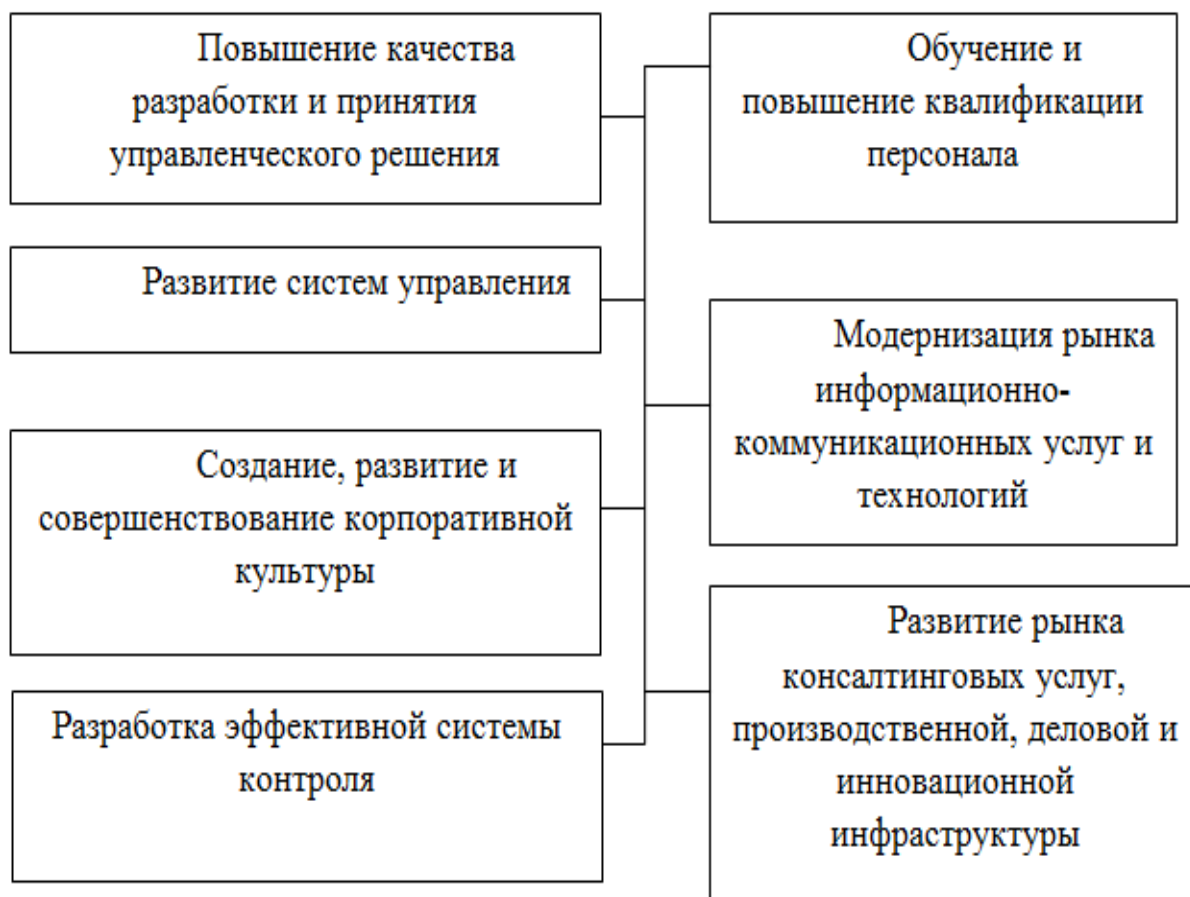 Повышение качества
разработки и принятия
управленческого решения
Развитие систем управления
Создание, развитие и
совершенствование корпоративной
культуры
Разработка эффективной системы
контроля
Обучение и
повышение квалификации
персонала
Модернизация рынка
информационно-
коммуникационных услуг и
технологий
Развитие рынка
консалтинговых услуг,
производственной, деловой и
инновационной
инфраструктуры